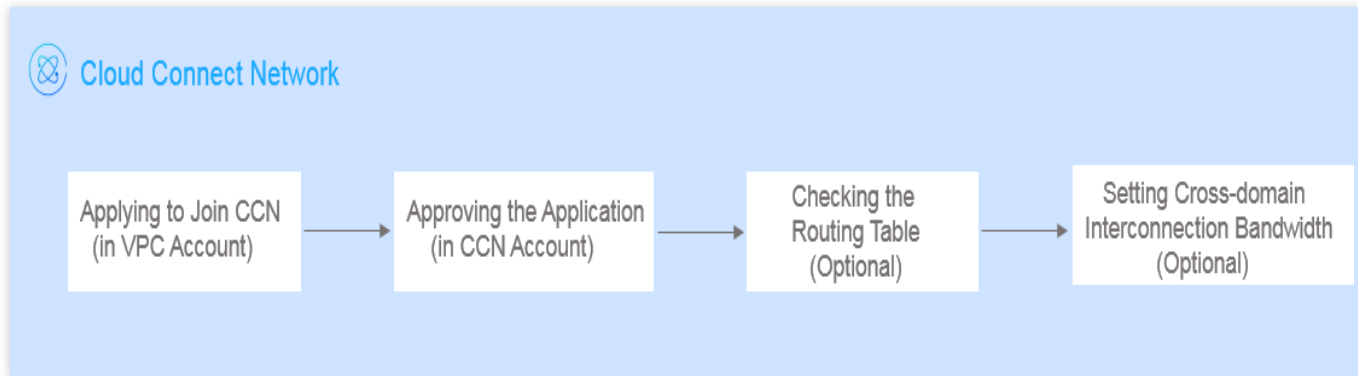 Cloud Connect Network
Applying to Join CCN
(in VPC Account)
Approving the Application
(in CCN Account)
Checking the
Routing Table
(Optional)
Setting Cross-domain
Interconnection Bandwidth
(Optional)